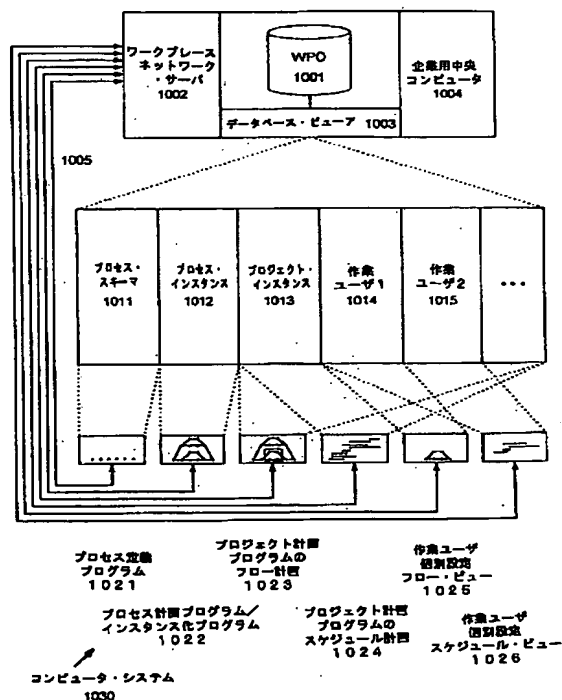 ワークプレース
ネットワーク
・サーバ
1002
WPO
1001
データベース・ビューア 1003
企業用中央
コンピュータ
1004
1005
プロセス・
スキーマ
1011
プロセス・
インスタンス
1012
プロジェクト・
インスタンス
1013
作業
ユーザ1
1014
作業
ユーザ2
1015
•••
プロセス定義
プログラム
1021
プロセス計画プログラム/
インスタンス化プログラム
1022
プロジェクト計画
プログラムの
フロー計画
1023
プロジェクト計画
プログラムの
スケジュール計画
1024
作業ユーザ
個別設定
フロー・ビュー
1025
作業ユーザ
個別設定
スケジュール・ビュー
1026
コンピュータ・システム
1030